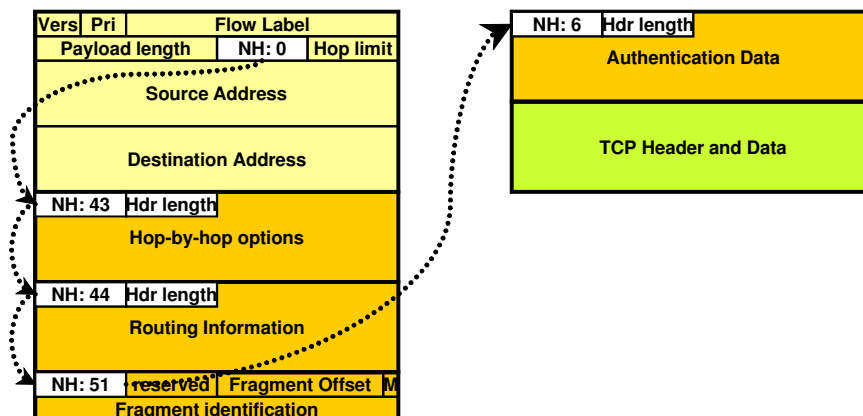 Vers Pri Flow Label
Payload length NH: 0 Hop limit
Source Address
Destination Address
NH: 43 Hdr length
Hop-by-hop options
NH: 44 Hdr length
Routing Information
NH: 51 reserved Fragment Offset M
Fragment identification
NH: 6 Hdr length
Authentication Data
TCP Header and Data